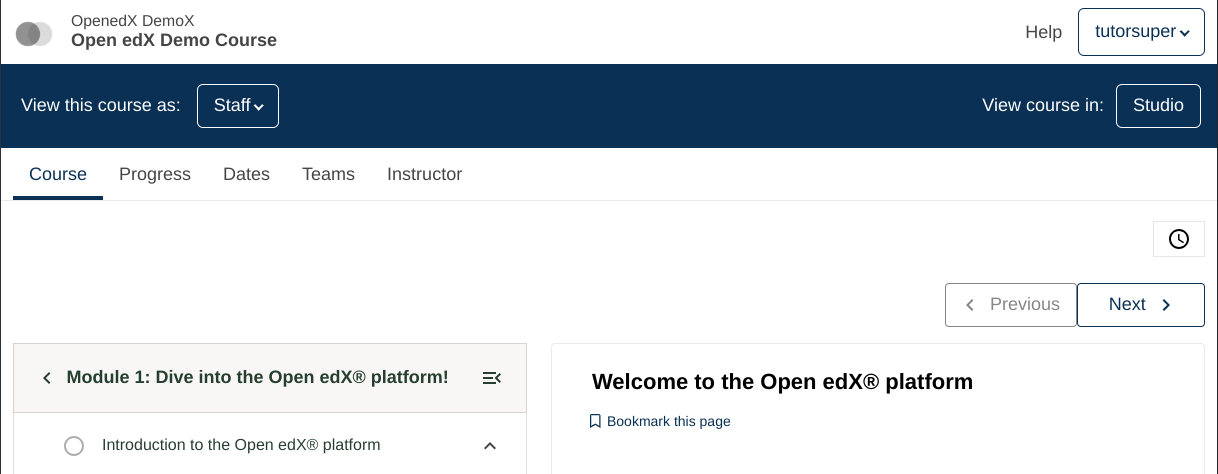 OpenedX DemoX
Open edX Demo Course
Help
tutorsuper
View this course as:
Staff
View course in:
Studio
Course
Progress
Dates
Teams
Instructor
Previous
Next
Module 1: Dive into the Open edX® platform!
Introduction to the Open edX® platform
Welcome to the Open edX® platform
Bookmark this page